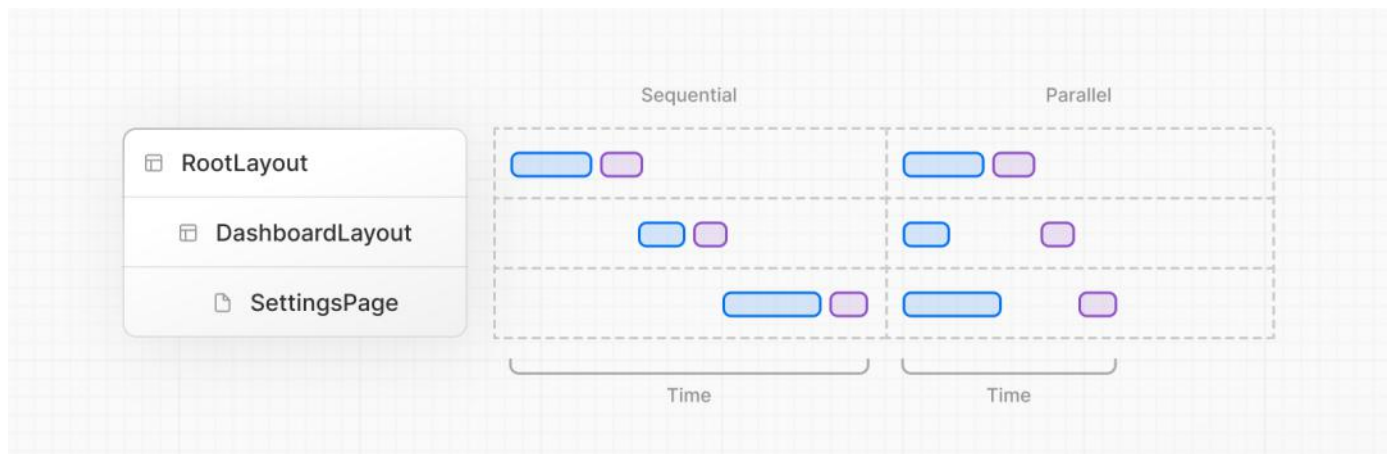 Sequential Parallel
RootLayout
DashboardLayout
SettingsPage
Time Time